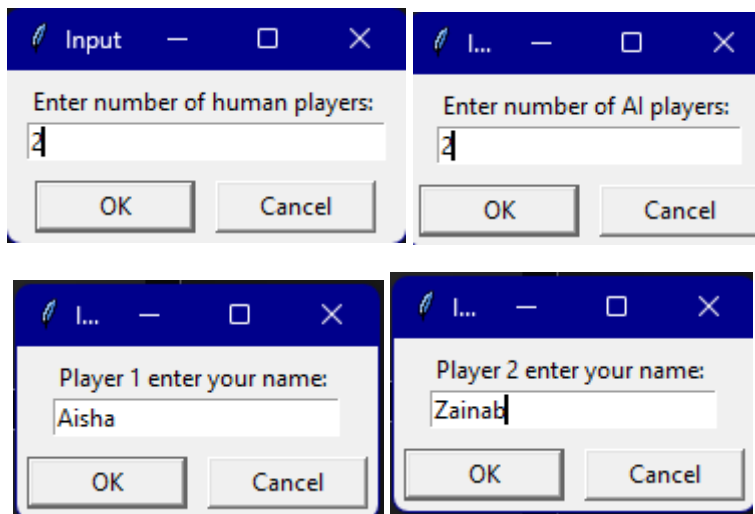 Input
Enter number of human players:
2
OK Cancel
I...
Enter number of AI players:
2
OK Cancel
I...
Player 1 enter your name:
Aisha
OK Cancel
I...
Player 2 enter your name:
Zainab
OK Cancel